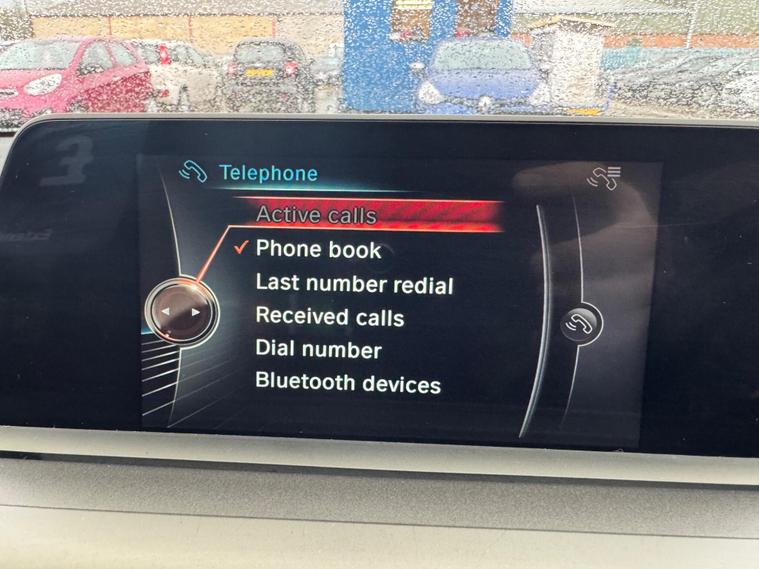 Telephone
Active calls
Phone book
Last number redial
Received calls
Dial number
Bluetooth devices